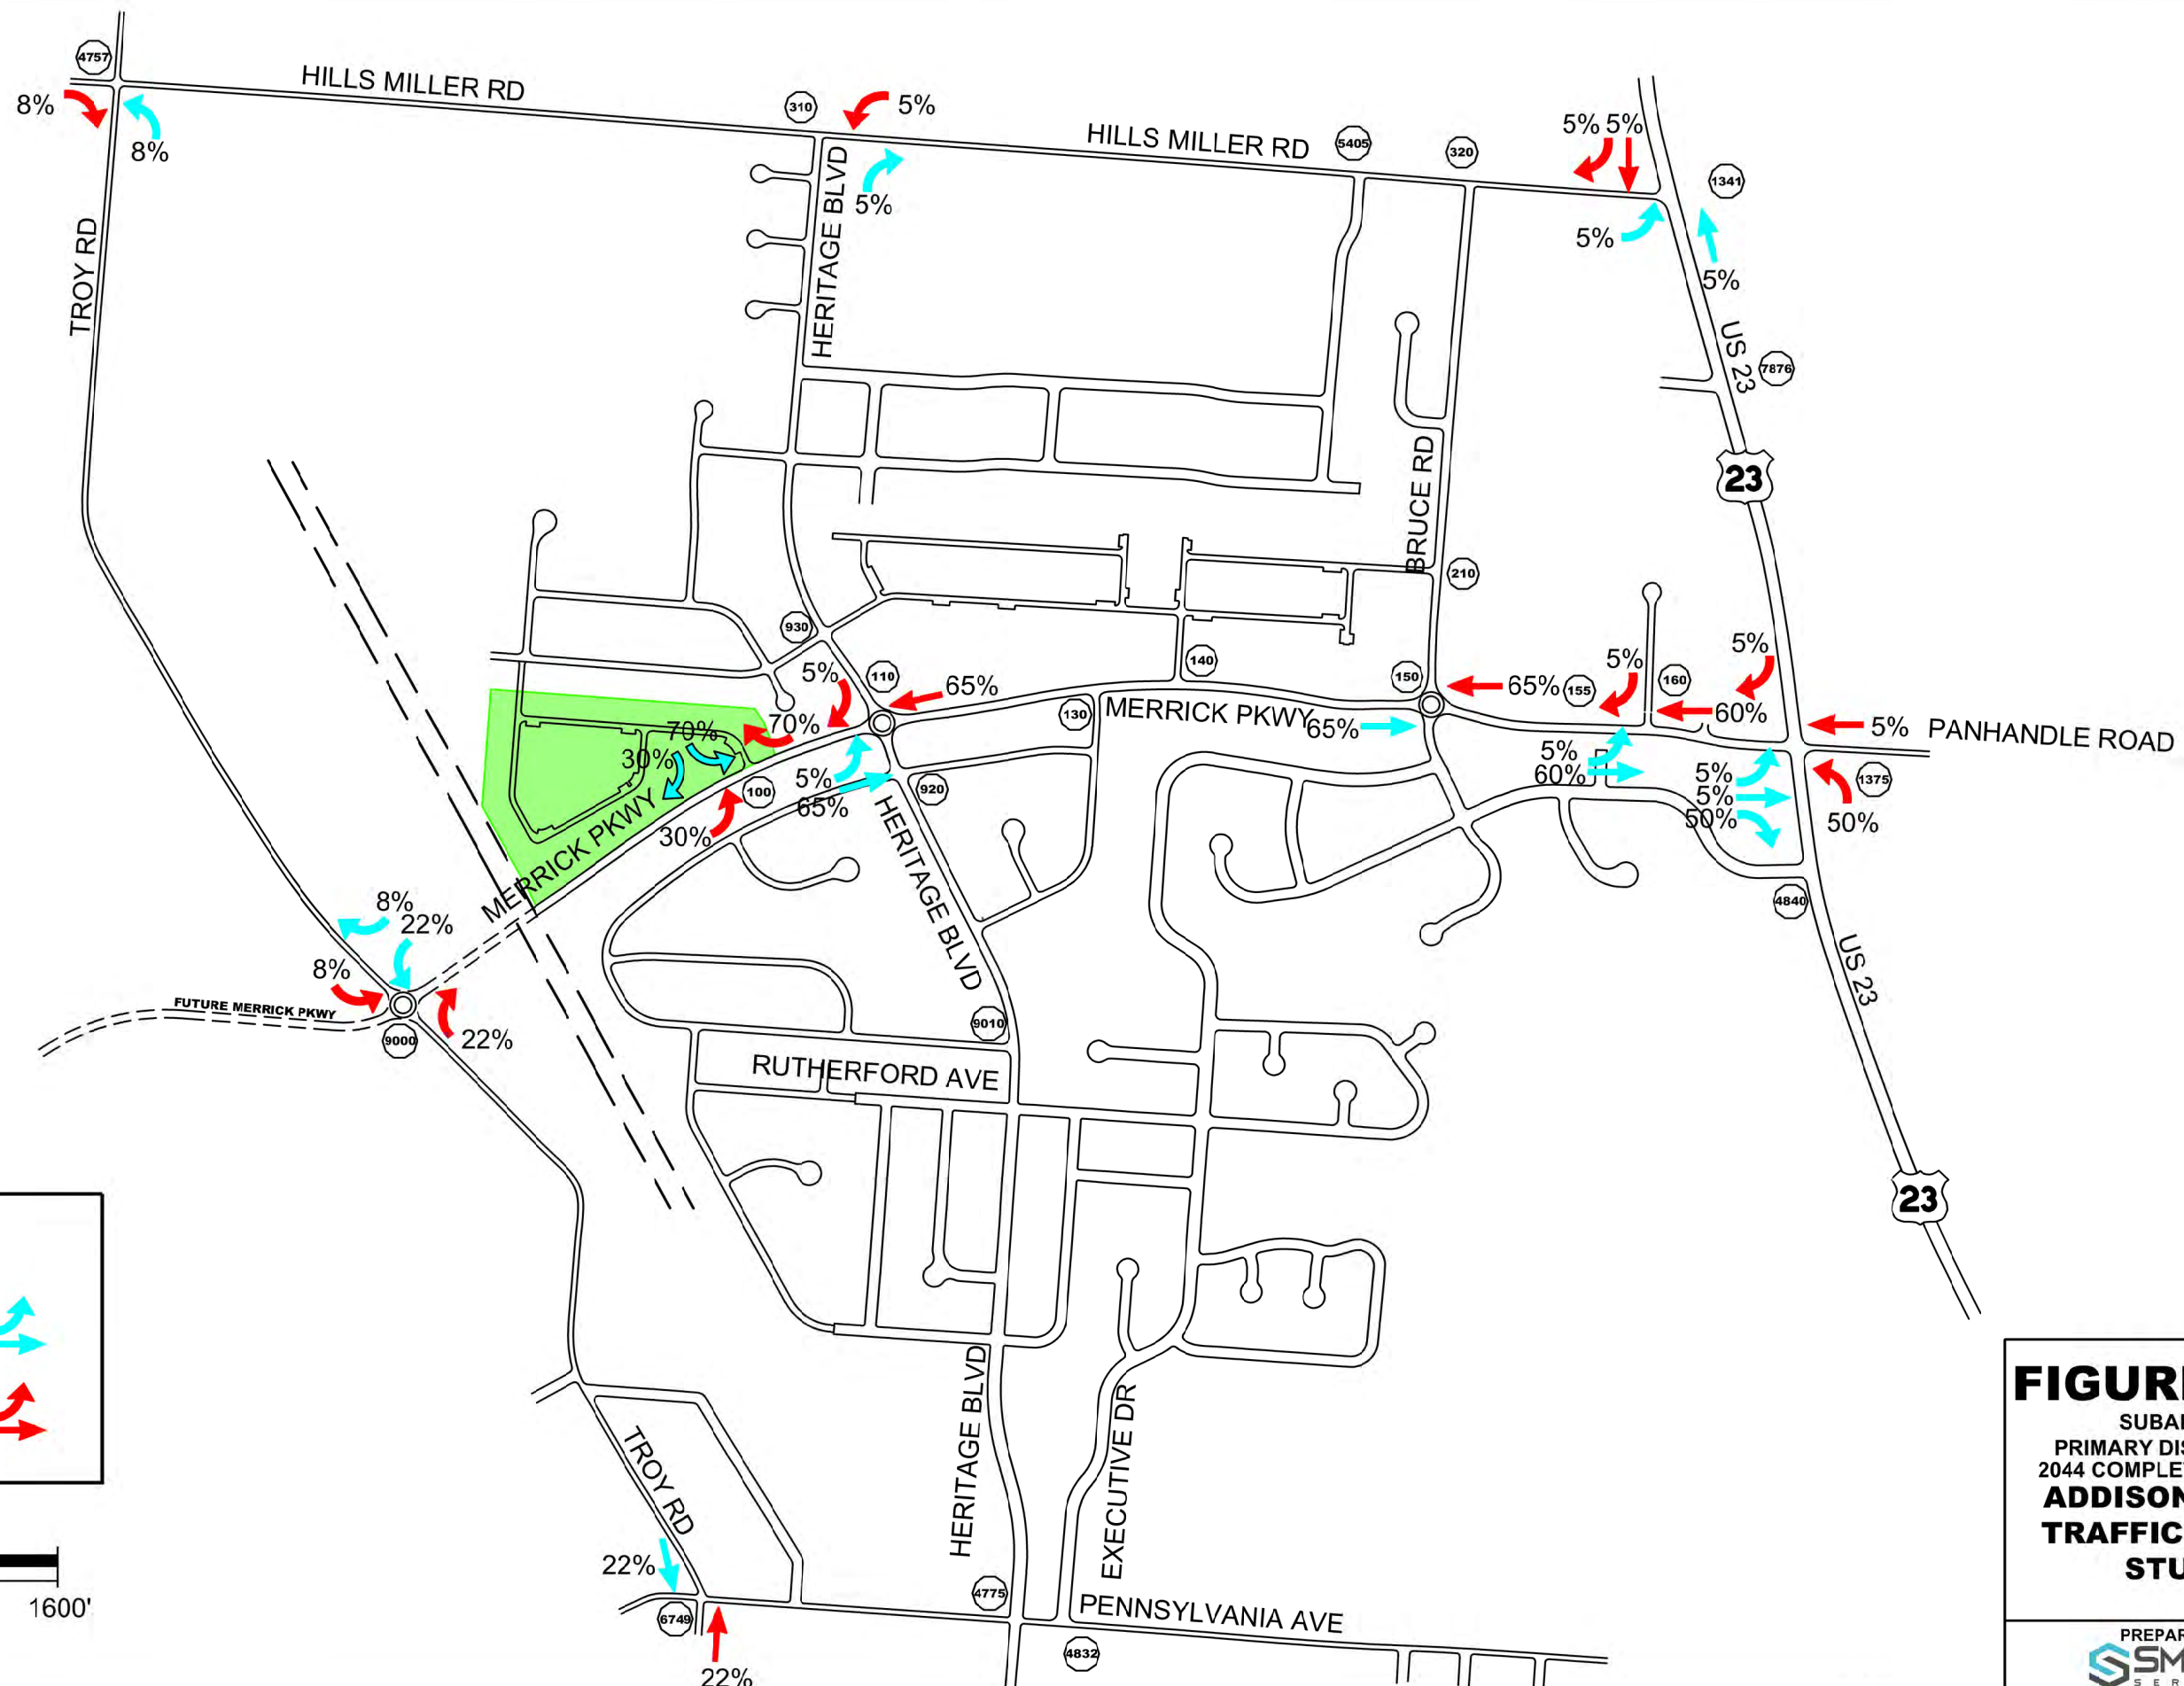 4757
HILLS MILLER RD
8%
8%
310
5%
HILLS MILLER RD
5405
320
5% 5%
1341
5%
5%
5%
TROY RD
HERITAGE BLVD
US 23
7876
23
BRUCE RD
210
930
5%
110
65%
140
150
65%
155
5%
160
5%
60%
5%
PANHANDLE ROAD
70%
70%
30%
130
MERRICK PKWY
65%
5%
60%
5%
5%
50%
1375
50%
100
5%
65%
920
30%
MERRICK PKWY
HERITAGE BLVD
4840
US 23
8%
22%
8%
FUTURE MERRICK PKWY
9000
22%
9010
RUTHERFORD AVE
23
HERITAGE BLVD
EXECUTIVE DR
TROY RD
22%
6749
22%
4775
PENNSYLVANIA AVE
4832
1600'
FIGUR
SUBA
PRIMARY DI
2044 COMPLE
ADDISON
TRAFFIC
STU
PREPAR
SM
SER